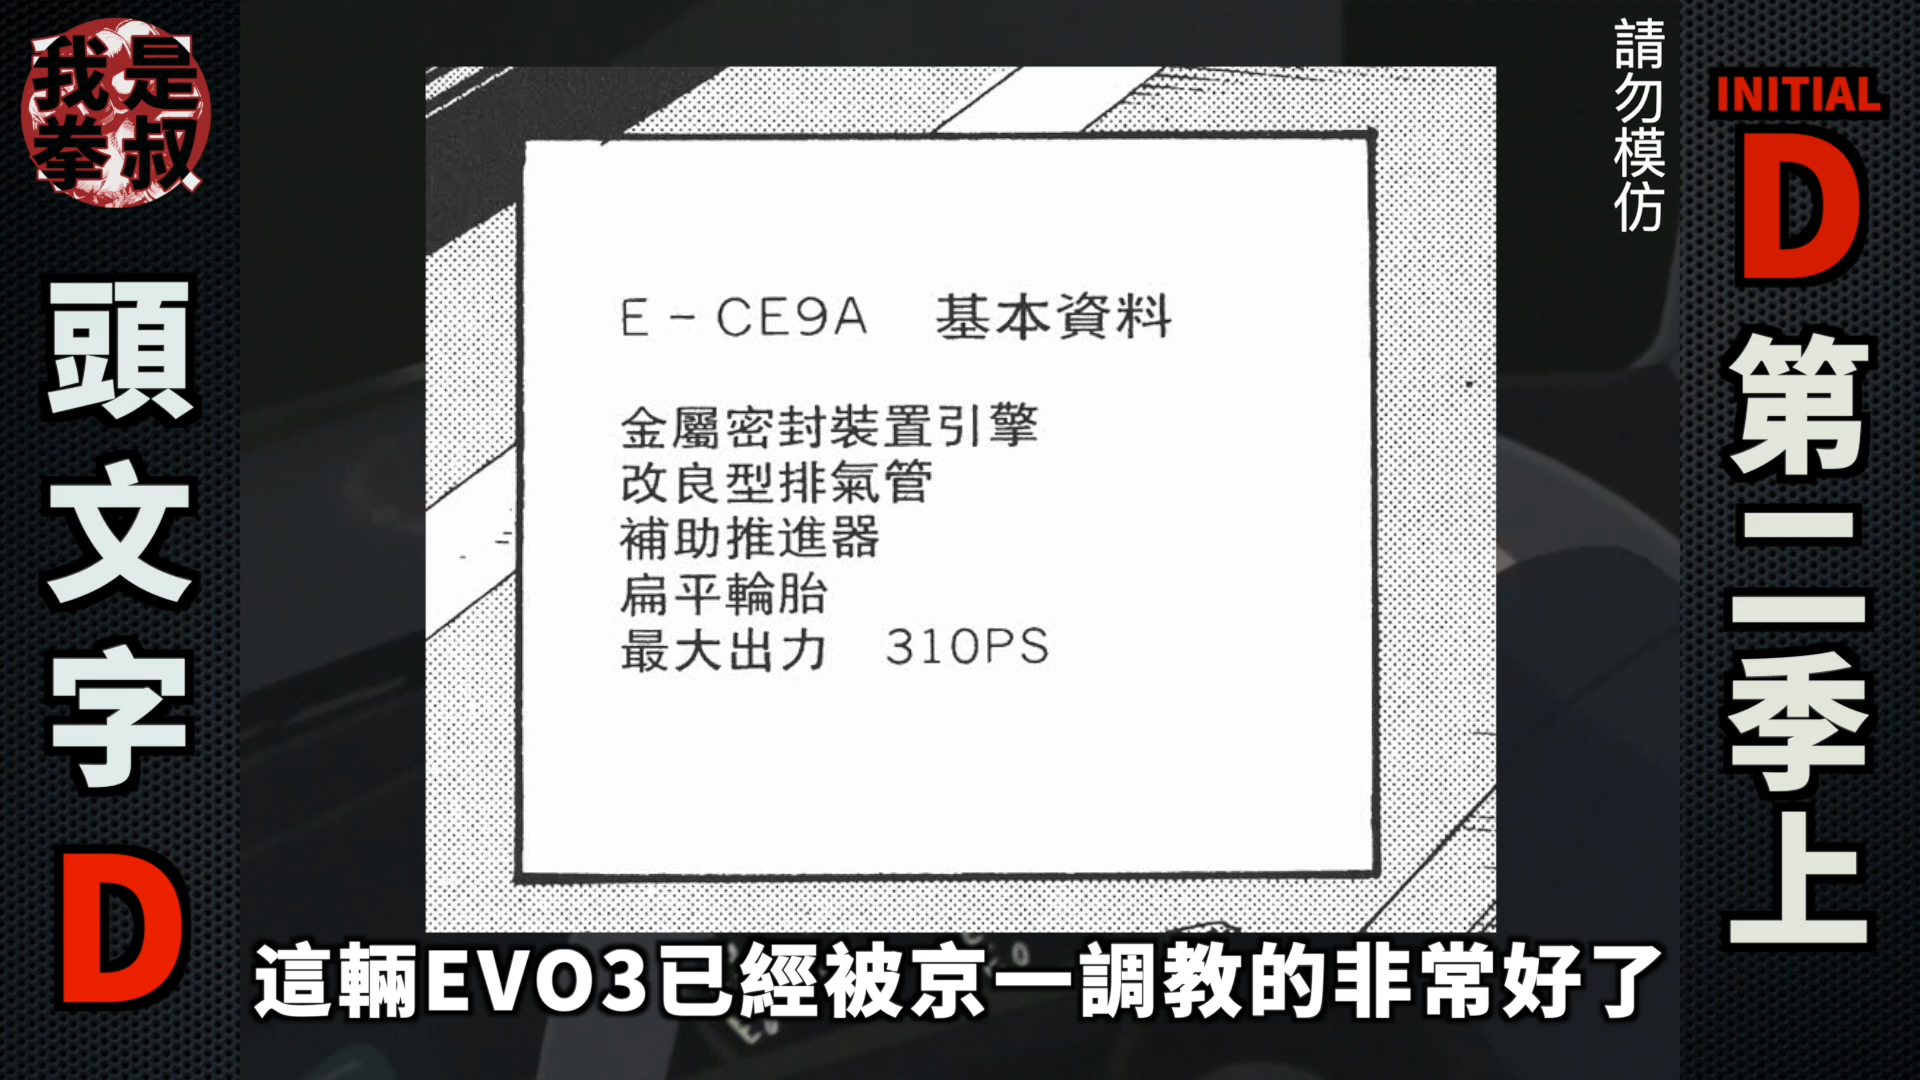 我是
拳叔
頭文字D
請勿模仿
INITIAL
D
第二季上
E-CE9A 基本資料
金屬密封裝置引擎
改良型排氣管
補助推進器
扁平輪胎
最大出力 310PS
這輛EVO3已經被京一調教的非常好了